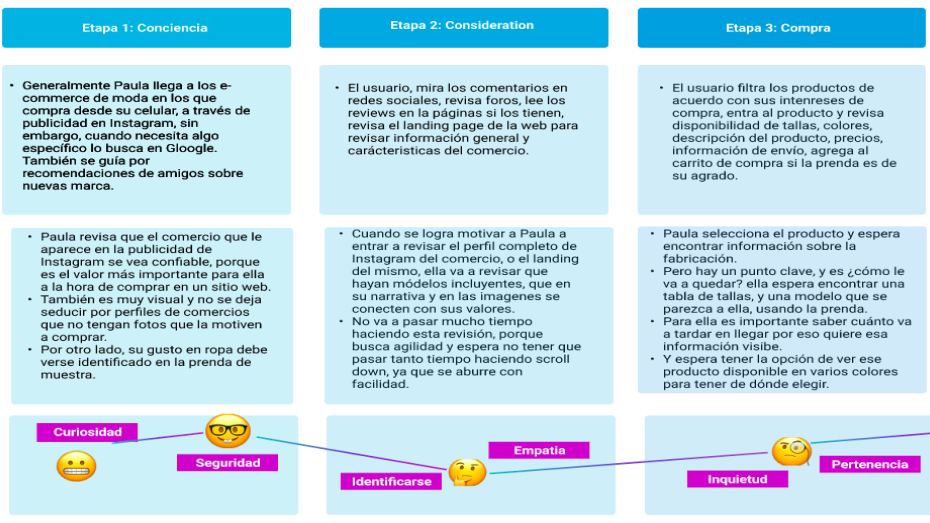 Etapa 1: Conciencia
Etapa 2: Consideration
Etapa 3: Compra
• Generalmente Paula llega a los e-
commerce de moda en los que
compra desde su celular, a través de
publicidad en Instagram, sin
embargo, cuando necesita algo
específico lo busca en Gloogle.
También se guía por
recomendaciones de amigos sobre
nuevas marca.
• El usuario, mira los comentarios en
redes sociales, revisa foros, lee los
reviews en la páginas si los tienen,
revisa el landing page de la web para
revisar información general y
carácteristicas del comercio.
• El usuario filtra los productos de
acuerdo con sus intenreses de
compra, entra al producto y revisa
disponibilidad de tallas, colores,
descripción del producto, precios,
información de envío, agrega al
carrito de compra si la prenda es de
su agrado.
• Paula revisa que el comercio que le
aparece en la publicidad de
Instagram se vea confiable, porque
es el valor más importante para ella
a la hora de comprar en un sitio web.
• También es muy visual y no se deja
seducir por perfiles de comercios
que no tengan fotos que la motiven
a comprar.
• Por otro lado, su gusto en ropa debe
verse identificado en la prenda de
muestra.
• Cuando se logra motivar a Paula a
entrar a revisar el perfil completo de
Instagram del comercio, o el landing
del mismo, ella va a revisar que
hayan módelos incluyentes, que en
su narrativa y en las imagenes se
conecten con sus valores.
• No va a pasar mucho tiempo
haciendo esta revisión, porque
busca agilidad y espera no tener que
pasar tanto tiempo haciendo scroll
down, ya que se aburre con
facilidad.
• Paula selecciona el producto y espera
encontrar información sobre la
fabricación.
• Pero hay un punto clave, y es ¿cómo le
va a quedar? ella espera encontrar una
tabla de tallas, y una modelo que se
parezca a ella, usando la prenda.
• Para ella es importante saber cuánto va
a tardar en llegar por eso quiere esa
información visibe.
• Y espera tener la opción de ver ese
producto disponible en varios colores
para tener de dónde elegir.
Curiosidad
Seguridad
Identificarse
Empatia
Inquietud
Pertenencia